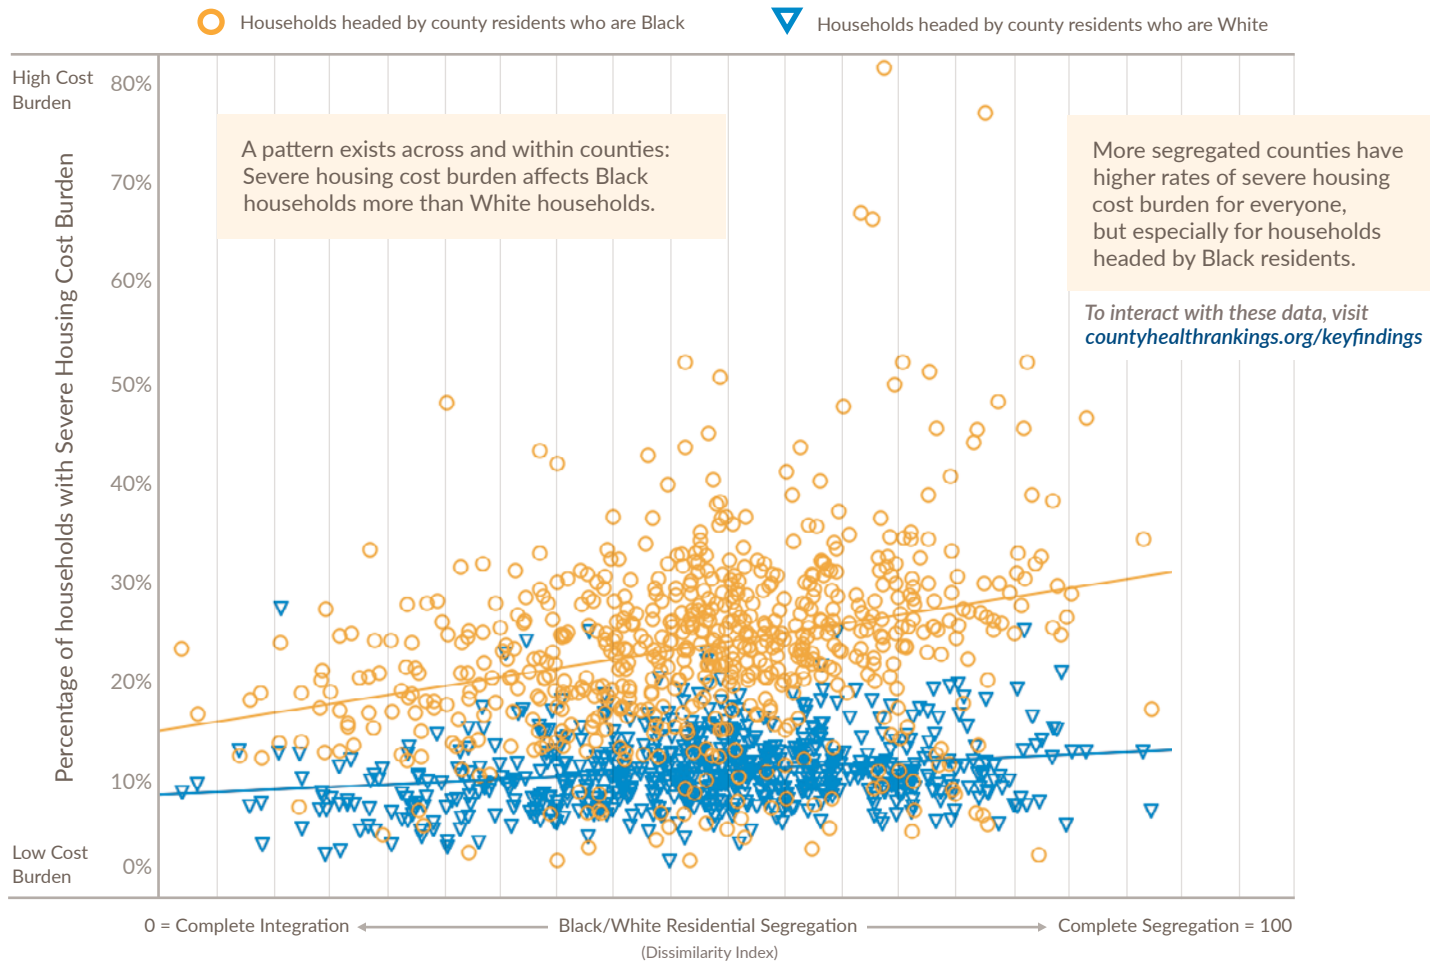 Households headed by county residents who are Black
Households headed by county residents who are White
High Cost
Burden
80%
70%
60%
50%
40%
30%
20%
10%
0%
Low Cost
Burden
Percentage of households with Severe Housing Cost Burden
A pattern exists across and within counties:
Severe housing cost burden affects Black
households more than White households.
More segregated counties have
higher rates of severe housing
cost burden for everyone,
but especially for households
headed by Black residents.
To interact with these data, visit
countyhealthrankings.org/keyfindings
0 = Complete Integration
Black/White Residential Segregation
Complete Segregation = 100
(Dissimilarity Index)